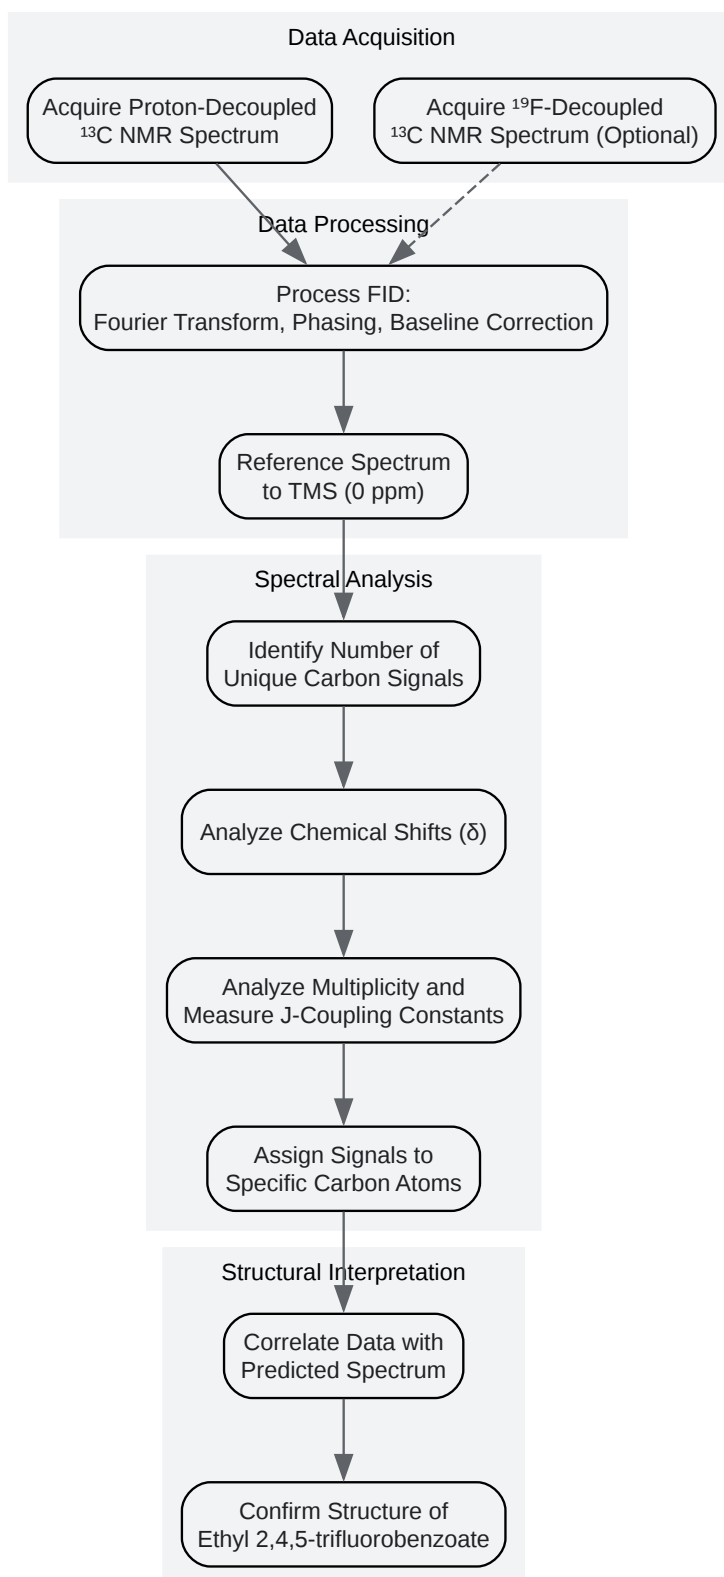 Data Acquisition
Acquire Proton-Decoupled
¹³C NMR Spectrum
Acquire ¹⁹F-Decoupled
¹³C NMR Spectrum (Optional)
Data Processing
Process FID:
Fourier Transform, Phasing, Baseline Correction
Reference Spectrum
to TMS (0 ppm)
Spectral Analysis
Identify Number of
Unique Carbon Signals
Analyze Chemical Shifts (δ)
Analyze Multiplicity and
Measure J-Coupling Constants
Assign Signals to
Specific Carbon Atoms
Structural Interpretation
Correlate Data with
Predicted Spectrum
Confirm Structure of
Ethyl 2,4,5-trifluorobenzoate